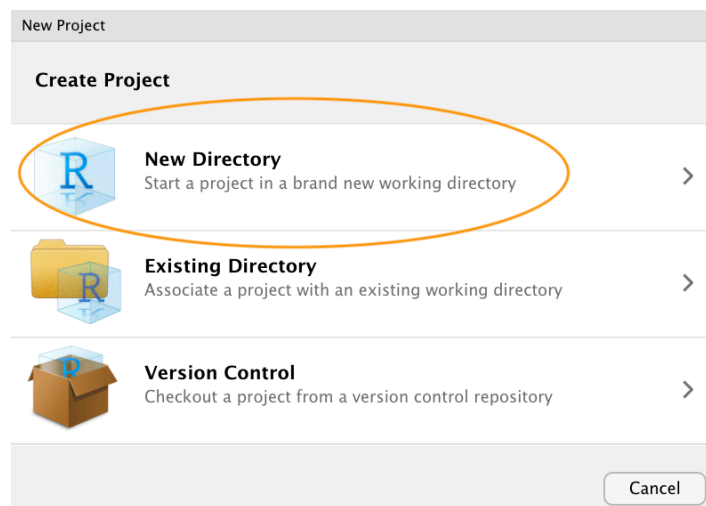 New Project
Create Project
R
New Directory
Start a project in a brand new working directory
R
Existing Directory
Associate a project with an existing working directory
R
Version Control
Checkout a project from a version control repository
Cancel